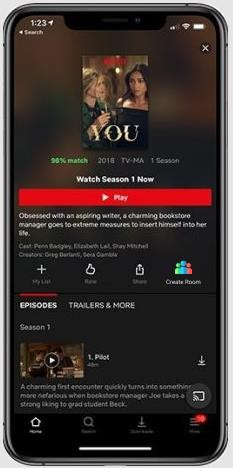 1:23
Search
NETFLIX
YOU
98% match 2018 TV-MA 1 Season
Watch Season 1 Now
Play
Obsessed with an aspiring writer, a charming bookstore
manager goes to extreme measures to insert himself into her
life.
Cast: Penn Badgley, Elizabeth Lail, Shay Mitchell
Creators: Greg Berlanti, Sera Gamble
My List Rate Share Create Room
EPISODES TRAILERS & MORE
Season 1
1. Pilot
48m
A charming first encounter quickly turns into something
more nefarious when bookstore manager Joe takes a
strong liking to grad student Beck.
10
Home Search Downloads More